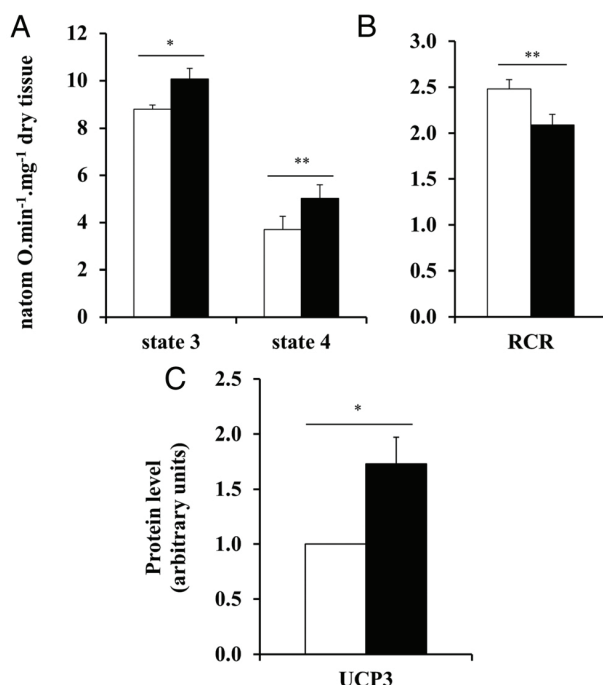 A
natom O.min⁻¹.mg⁻¹ dry tissue
12
10
8
6
4
2
0
*
**
state 3
state 4
B
3.0
2.5
2.0
1.5
1.0
0.5
0.0
**
RCR
C
Protein level
(arbitrary units)
2.5
2.0
1.5
1.0
0.5
0.0
*
UCP3